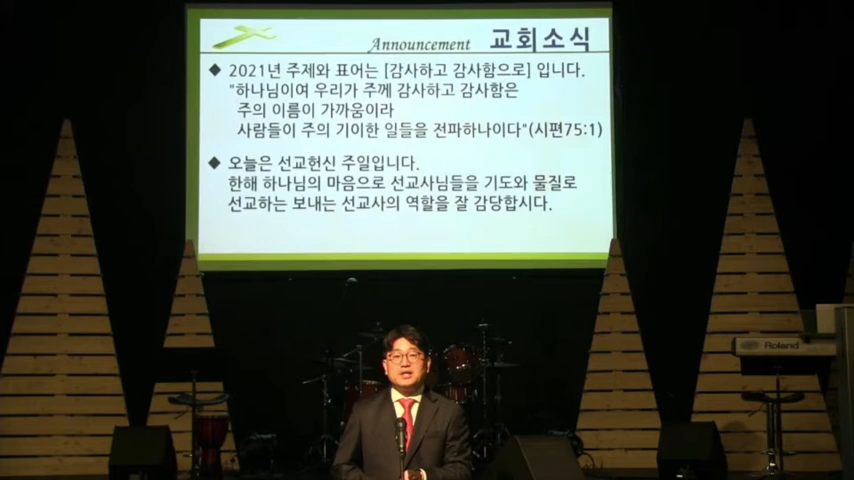 Announcement 교회소식
◆ 2021년 주제와 표어는 [감사하고 감사함으로] 입니다.
"하나님이여 우리가 주께 감사하고 감사함은
주의 이름이 가까움이라
사람들이 주의 기이한 일들을 전파하나이다"(시편75:1)
◆ 오늘은 선교헌신 주일입니다.
한해 하나님의 마음으로 선교사님들을 기도와 물질로
선교하는 보내는 선교사의 역할을 잘 감당합시다.
Roland